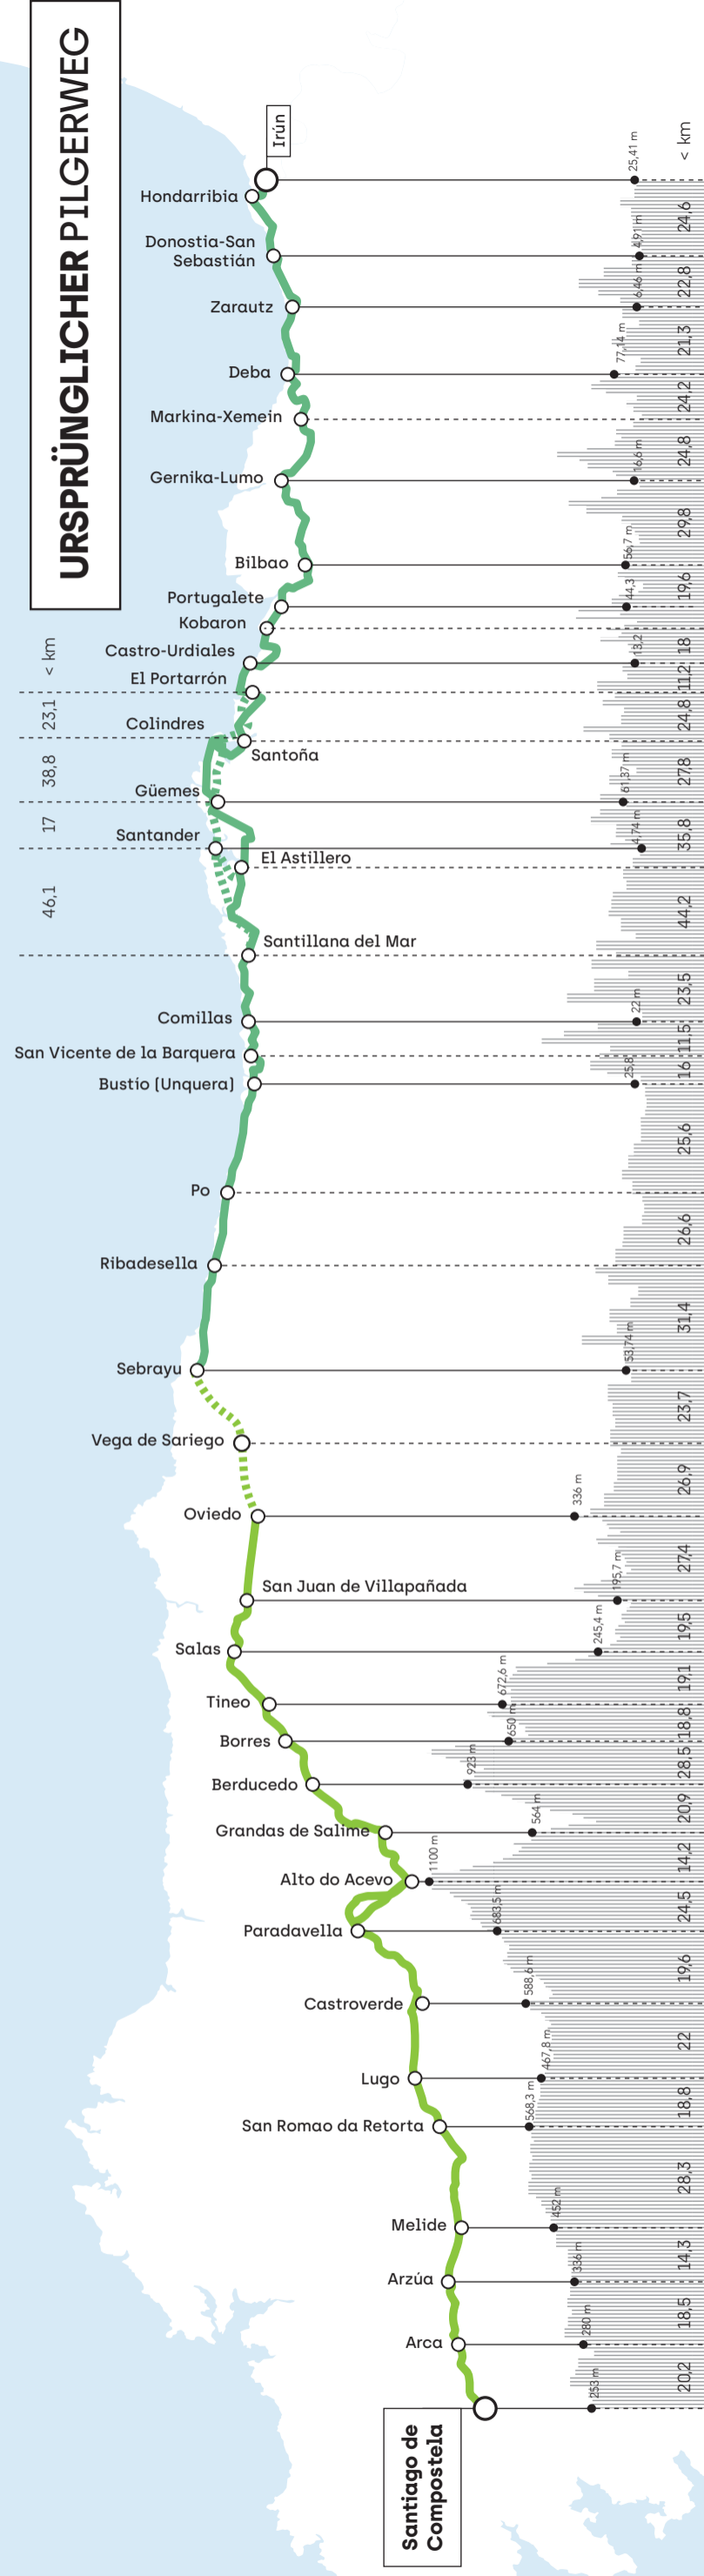 URSPRÜNGLICHER PILGERWEG
Irún
Hondarribia
Donostia-San
Sebastián
Zarautz
Deba
Markina-Xemein
Gernika-Lumo
Bilbao
Portugalete
Kobaron
Castro-Urdiales
El Portarrón
Colindres
Santoña
Güemes
Santander
El Astillero
Santillana del Mar
Comillas
San Vicente de la Barquera
Bustio (Unquera)
Po
Ribadesella
Sebrayu
Vega de Sariego
Oviedo
San Juan de Villapañada
Salas
Tineo
Borres
Berducedo
Grandas de Salime
Alto do Acevo
Paradavella
Castroverde
Lugo
San Romao da Retorta
Melide
Arzúa
Arca
Santiago de
Compostela
< km
23,1
38,8
17
46,1
25,41 m
4,91 m
6,46 m
77,14 m
16,6 m
56,7 m
44,3
13,2
61,37 m
4,74 m
22 m
25,8
53,74 m
336 m
195,7 m
245,4 m
672,6 m
650 m
923 m
564 m
1100 m
683,5 m
588,6 m
467,8 m
568,3 m
452 m
336 m
280 m
253 m
< km
24,6
22,8
21,3
24,2
24,8
29,8
19,6
18
11,2
24,8
27,8
35,8
44,2
23,5
11,5
16
25,6
26,6
31,4
23,7
26,9
27,4
19,5
19,1
18,8
28,5
20,9
14,2
24,5
19,6
22
18,8
28,3
14,3
18,5
20,2